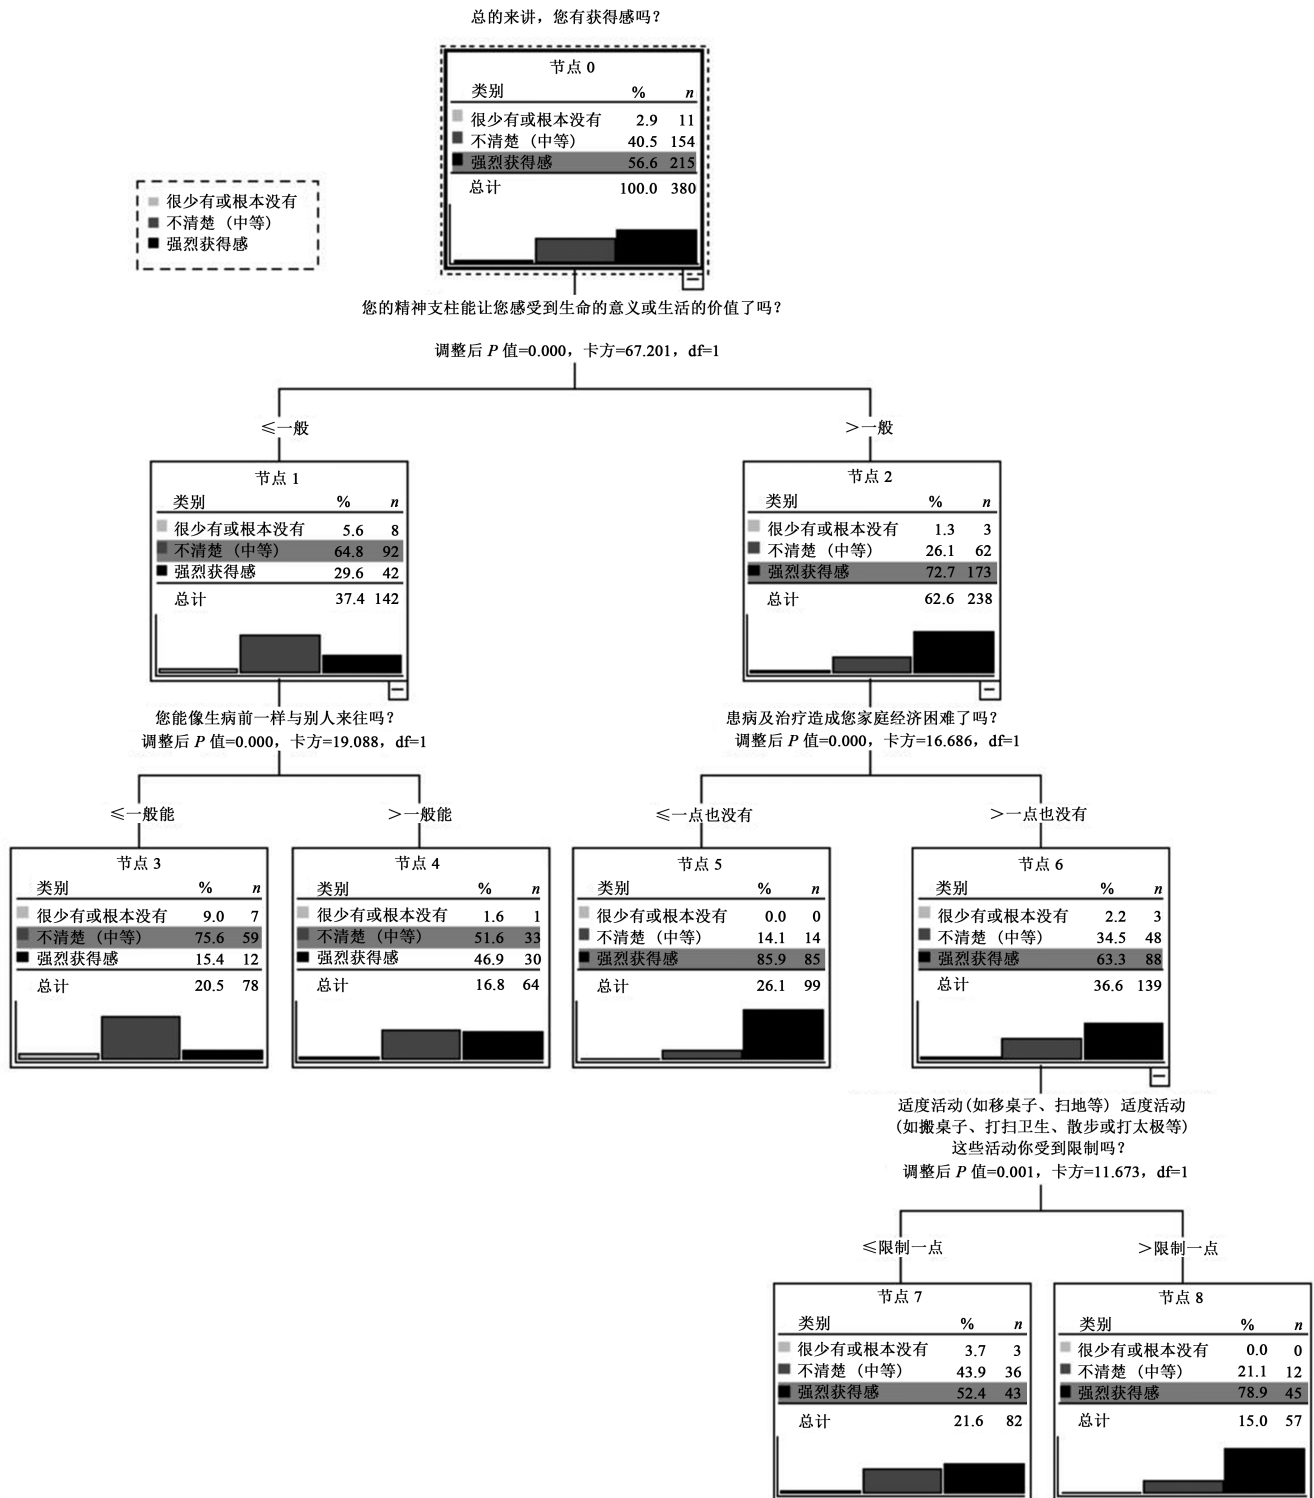 总的来讲，您有获得感吗？
节点 0
类别 % n
很少有或根本没有 2.9 11
不清楚（中等） 40.5 154
强烈获得感 56.6 215
总计 100.0 380
很少有或根本没有
不清楚（中等）
强烈获得感
您的精神支柱能让您感受到生命的意义或生活的价值了吗？
调整后 P 值=0.000，卡方=67.201，df=1
≤一般
>一般
节点 1
类别 % n
很少有或根本没有 5.6 8
不清楚（中等） 64.8 92
强烈获得感 29.6 42
总计 37.4 142
节点 2
类别 % n
很少有或根本没有 1.3 3
不清楚（中等） 26.1 62
强烈获得感 72.7 173
总计 62.6 238
您能像生病前一样与别人来往吗？
调整后 P 值=0.000，卡方=19.088，df=1
患病及治疗造成您家庭经济困难了吗？
调整后 P 值=0.000，卡方=16.686，df=1
≤一般能
>一般能
≤一点也没有
>一点也没有
节点 3
类别 % n
很少有或根本没有 9.0 7
不清楚（中等） 75.6 59
强烈获得感 15.4 12
总计 20.5 78
节点 4
类别 % n
很少有或根本没有 1.6 1
不清楚（中等） 51.6 33
强烈获得感 46.9 30
总计 16.8 64
节点 5
类别 % n
很少有或根本没有 0.0 0
不清楚（中等） 14.1 14
强烈获得感 85.9 85
总计 26.1 99
节点 6
类别 % n
很少有或根本没有 2.2 3
不清楚（中等） 34.5 48
强烈获得感 63.3 88
总计 36.6 139
适度活动(如移桌子、扫地等) 适度活动
(如搬桌子、打扫卫生、散步或打太极等)
这些活动你受到限制吗？
调整后 P 值=0.001，卡方=11.673，df=1
≤限制一点
>限制一点
节点 7
类别 % n
很少有或根本没有 3.7 3
不清楚（中等） 43.9 36
强烈获得感 52.4 43
总计 21.6 82
节点 8
类别 % n
很少有或根本没有 0.0 0
不清楚（中等） 21.1 12
强烈获得感 78.9 45
总计 15.0 57